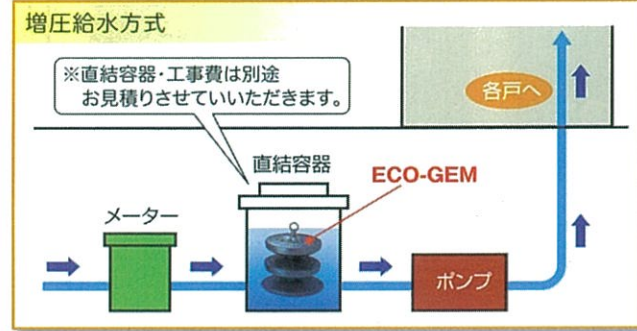 増圧給水方式
※直結容器・工事費は別途
お見積りさせていいただきます。
各戸へ
直結容器
ECO-GEM
メーター
ポンプ